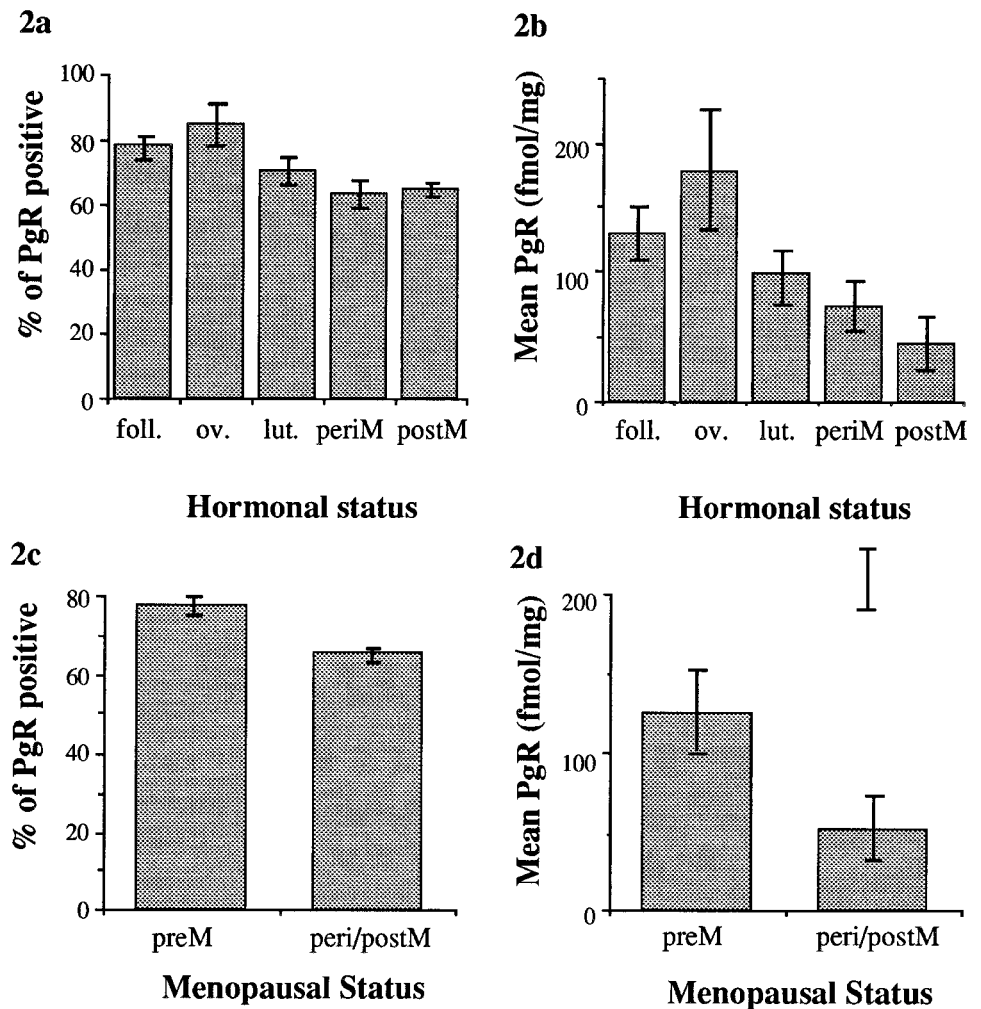 2a
% of PgR positive
100
80
60
40
20
0
foll. ov. lut. periM postM
Hormonal status
2b
Mean PgR (fmol/mg)
200
100
0
foll. ov. lut. periM postM
Hormonal status
2c
% of PgR positive
80
60
40
20
0
preM peri/postM
Menopausal Status
2d
Mean PgR (fmol/mg)
200
100
0
preM peri/postM
Menopausal Status